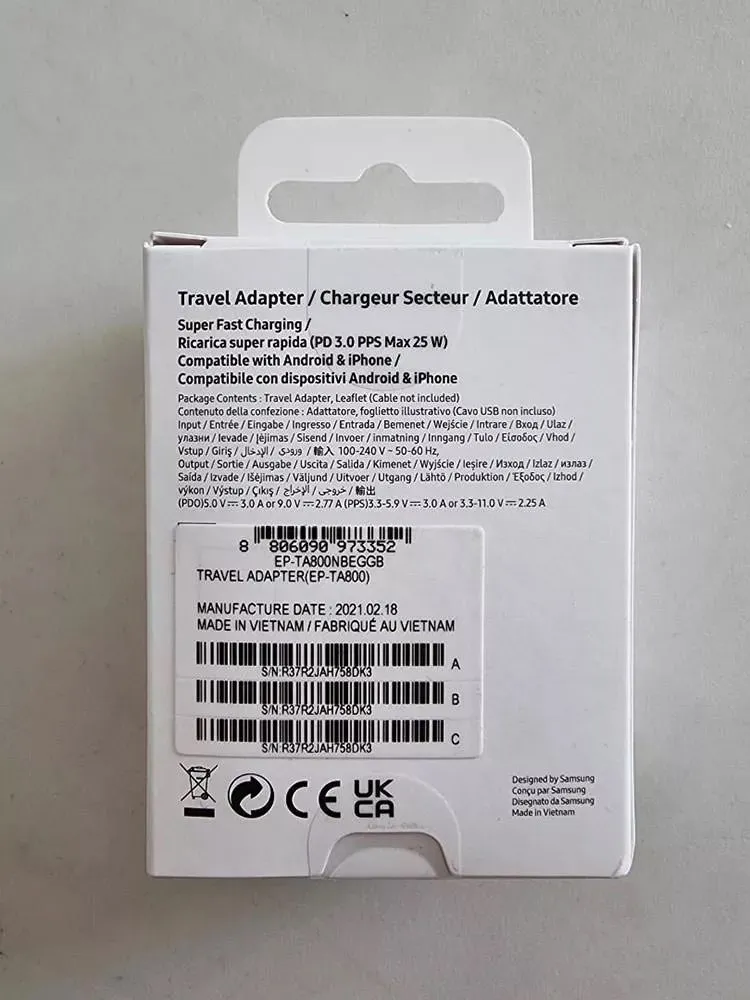 Travel Adapter / Chargeur Secteur / Adattatore
Super Fast Charging /
Ricarica super rapida (PD 3.0 PPS Max 25 W)
Compatible with Android & iPhone /
Compatibile con dispositivi Android & iPhone
Package Contents : Travel Adapter, Leaflet (Cable not included)
Contenuto della confezione : Adattatore, foglietto illustrativo (Cavo USB non incluso)
Input / Entrée / Eingabe / Ingresso / Entrada / Bemenet / Wejście / Intrare / Вход / Ulaz /
улазни / Ievade / Įėjimas / Sisend / Invoer / inmatning / Inngang / Tulo / Είσοδος / Vhod /
Vstup / Giriş / الإدخال / ورودی / 輸入 100-240 V ~ 50-60 Hz,
Output / Sortie / Ausgabe / Uscita / Salida / Kimenet / Wyjście / Ieșire / Изход / Izlaz / излаз /
Saída / Izvade / Išėjimas / Väljund / Uitvoer / Utgang / Lähtö / Produktion / Έξοδος / Izhod /
výkon / Výstup / Çıkış / خروجی / الإخراج / 輸出
(PDO)5.0 V ⎓ 3.0 A or 9.0 V ⎓ 2.77 A (PPS)3.3-5.9 V ⎓ 3.0 A or 3.3-11.0 V ⎓ 2.25 A
8 806090 973352
EP-TA800NBEGGB
TRAVEL ADAPTER(EP-TA800)
MANUFACTURE DATE : 2021.02.18
MADE IN VIETNAM / FABRIQUÉ AU VIETNAM
A
S/N:R37R2JAH758DK3
B
S/N:R37R2JAH758DK3
C
S/N:R37R2JAH758DK3
CE UK
CA
Designed by Samsung
Conçu par Samsung
Disegnato da Samsung
Made in Vietnam